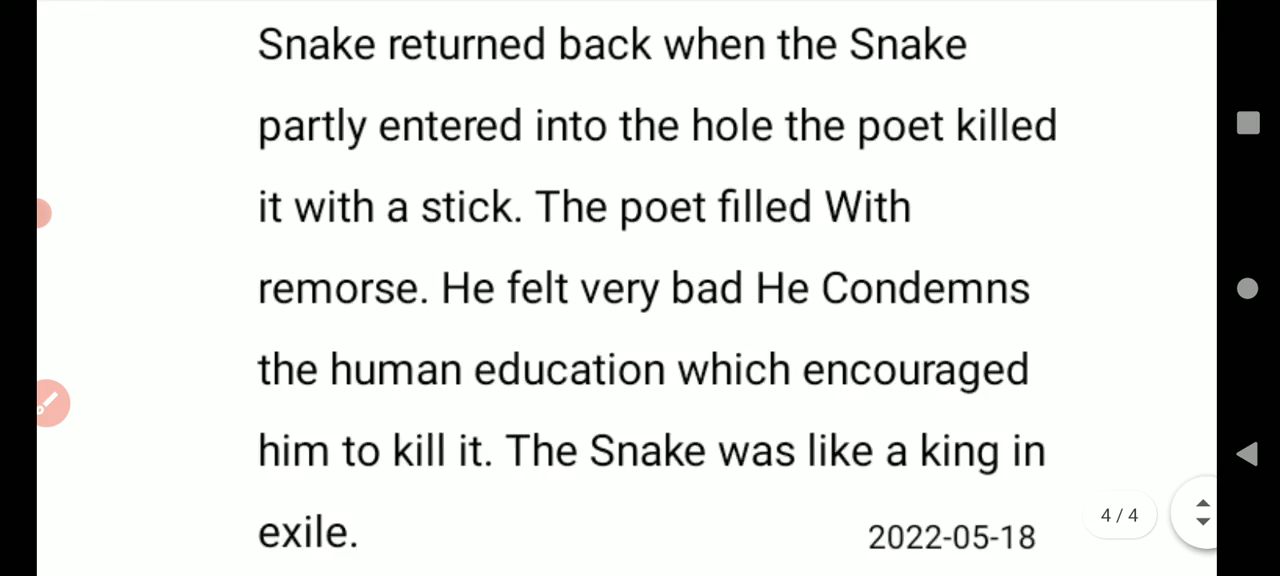 Snake returned back when the Snake
partly entered into the hole the poet killed
it with a stick. The poet filled With
remorse. He felt very bad He Condemns
the human education which encouraged
him to kill it. The Snake was like a king in
exile.
2022-05-18
4 / 4